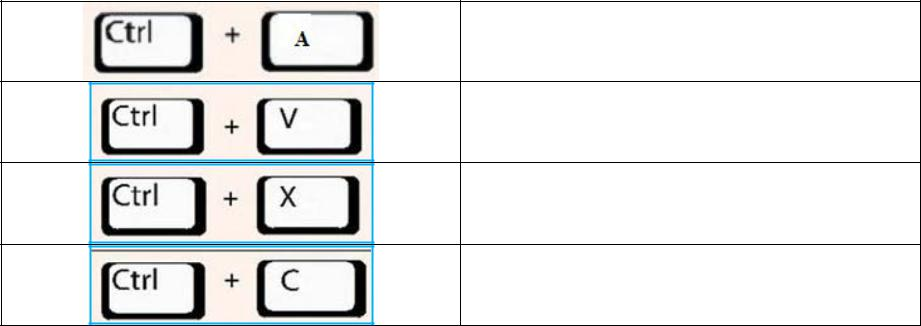 Ctrl + A
Ctrl + V
Ctrl + X
Ctrl + C